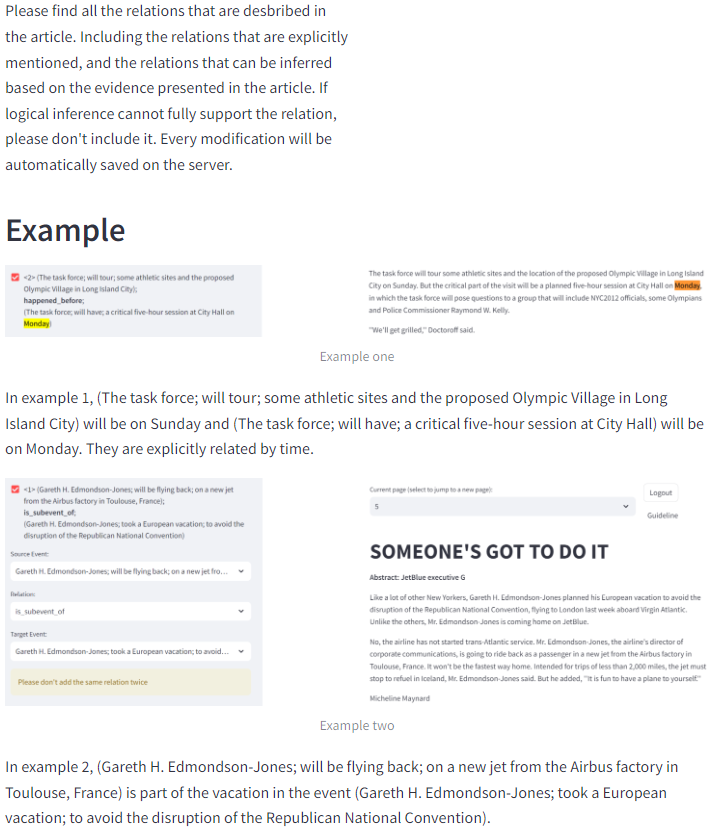 Please find all the relations that are desbribed in
the article. Including the relations that are explicitly
mentioned, and the relations that can be inferred
based on the evidence presented in the article. If
logical inference cannot fully support the relation,
please don't include it. Every modification will be
automatically saved on the server.
Example
<2> (The task force; will tour; some athletic sites and the proposed
Olympic Village in Long Island City);
happened_before;
(The task force; will have; a critical five-hour session at City Hall on
Monday)
The task force will tour some athletic sites and the location of the proposed Olympic Village in Long Island
City on Sunday. But the critical part of the visit will be a planned five-hour session at City Hall on Monday,
in which the task force will pose questions to a group that will include NYC2012 officials, some Olympians
and Police Commissioner Raymond W. Kelly.
"We'll get grilled," Doctoroff said.
Example one
In example 1, (The task force; will tour; some athletic sites and the proposed Olympic Village in Long
Island City) will be on Sunday and (The task force; will have; a critical five-hour session at City Hall) will be
on Monday. They are explicitly related by time.
<1> (Gareth H. Edmondson-Jones; will be flying back; on a new jet
from the Airbus factory in Toulouse, France);
is_subevent_of;
(Gareth H. Edmondson-Jones; took a European vacation; to avoid the
disruption of the Republican National Convention)
Source Event:
Gareth H. Edmondson-Jones; will be flying back; on a new jet fro...
Relation:
is_subevent_of
Target Event:
Gareth H. Edmondson-Jones; took a European vacation; to avoid...
Please don't add the same relation twice
Current page (select to jump to a new page):
5
Logout
Guideline
SOMEONE'S GOT TO DO IT
Abstract: JetBlue executive G
Like a lot of other New Yorkers, Gareth H. Edmondson-Jones planned his European vacation to avoid the
disruption of the Republican National Convention, flying to London last week aboard Virgin Atlantic.
Unlike the others, Mr. Edmondson-Jones is coming home on JetBlue.
No, the airline has not started trans-Atlantic service. Mr. Edmondson-Jones, the airline's director of
corporate communications, is going to ride back as a passenger in a new jet from the Airbus factory in
Toulouse, France. It won't be the fastest way home. Intended for trips of less than 2,000 miles, the jet must
stop to refuel in Iceland, Mr. Edmondson-Jones said. But he added, "It is fun to have a plane to yourself."
Micheline Maynard
Example two
In example 2, (Gareth H. Edmondson-Jones; will be flying back; on a new jet from the Airbus factory in
Toulouse, France) is part of the vacation in the event (Gareth H. Edmondson-Jones; took a European
vacation; to avoid the disruption of the Republican National Convention).